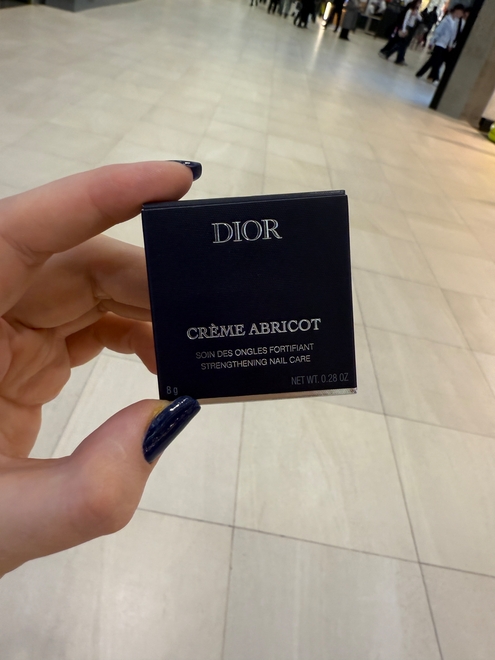 DIOR
CRÈME ABRICOT
SOIN DES ONGLES FORTIFIANT
STRENGTHENING NAIL CARE
8 g NET WT. 0.28 OZ.